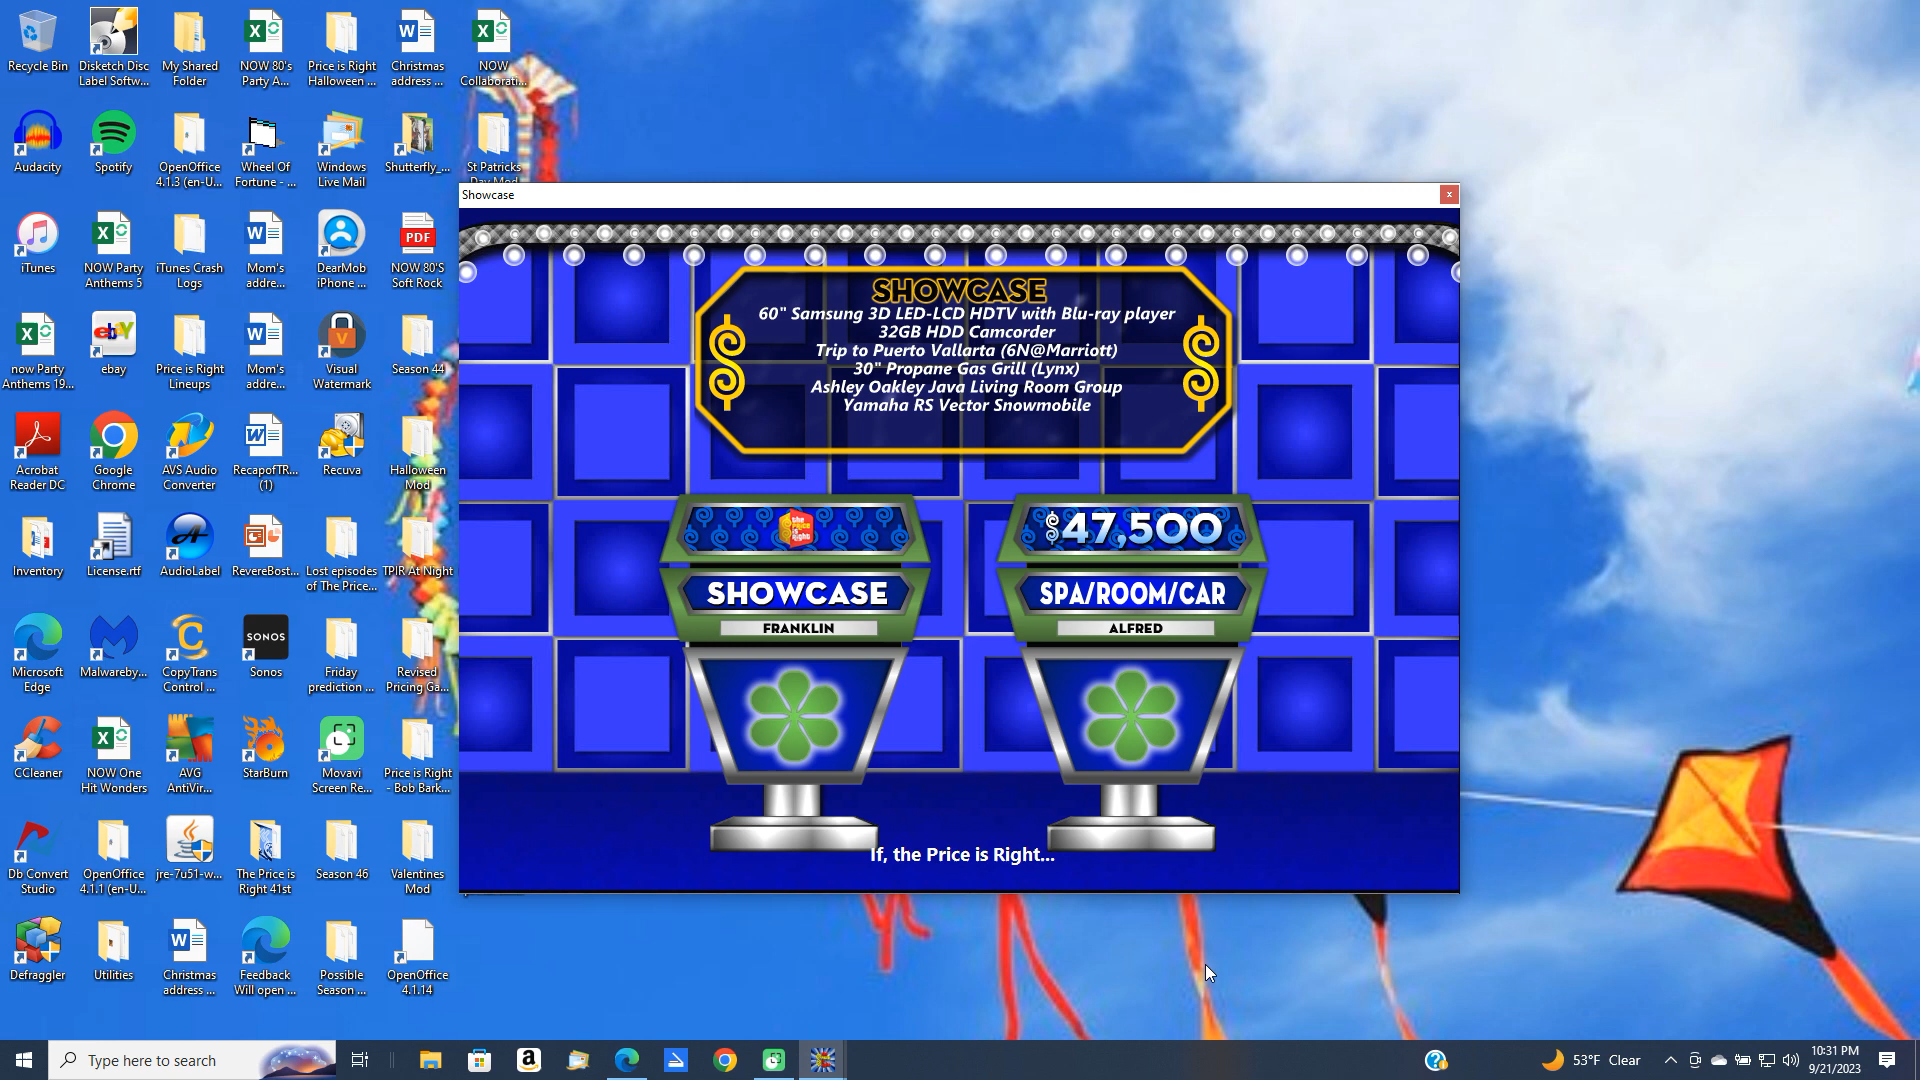 Recycle Bin
Disketch Disc
Label Softw...
My Shared
Folder
NOW 80's
Party A...
Price is Right
Halloween ...
Christmas
address ...
NOW
Collaborati...
Audacity
Spotify
OpenOffice
4.1.3 (en-U...
Wheel Of
Fortune - ...
Windows
Live Mail
Shutterfly_...
St Patricks
Day Mod
iTunes
NOW Party
Anthems 5
iTunes Crash
Logs
Mom's
addre...
DearMob
iPhone ...
PDF
NOW 80'S
Soft Rock
now Party
Anthems 19...
ebay
ebay
Price is Right
Lineups
Mom's
addre...
Visual
Watermark
Season 44
Acrobat
Reader DC
Google
Chrome
AVS Audio
Converter
RecapofTR...
(1)
Recuva
Halloween
Mod
Inventory
License.rtf
AudioLabel
RevereBost...
Lost episodes
of The Price...
TPIR At Night
Microsoft
Edge
Malwareby...
CopyTrans
Control ...
SONOS
Sonos
Friday
prediction ...
Revised
Pricing Ga...
CCleaner
NOW One
Hit Wonders
AVG
AntiVir...
StarBurn
Movavi
Screen Re...
Price is Right
- Bob Bark...
Db Convert
Studio
OpenOffice
4.1.1 (en-U...
jre-7u51-w...
The Price is
Right 41st
Season 46
Valentines
Mod
Defraggler
Utilities
Christmas
address ...
Feedback
Will open ...
Possible
Season ...
OpenOffice
4.1.14
Showcase
SHOWCASE
60" Samsung 3D LED-LCD HDTV with Blu-ray player
32GB HDD Camcorder
Trip to Puerto Vallarta (6N@Marriott)
30" Propane Gas Grill (Lynx)
Ashley Oakley Java Living Room Group
Yamaha RS Vector Snowmobile
the Price is Right
$47,500
SHOWCASE
SPA/ROOM/CAR
FRANKLIN
ALFRED
If, the Price is Right...
Type here to search
53°F Clear
10:31 PM
9/21/2023